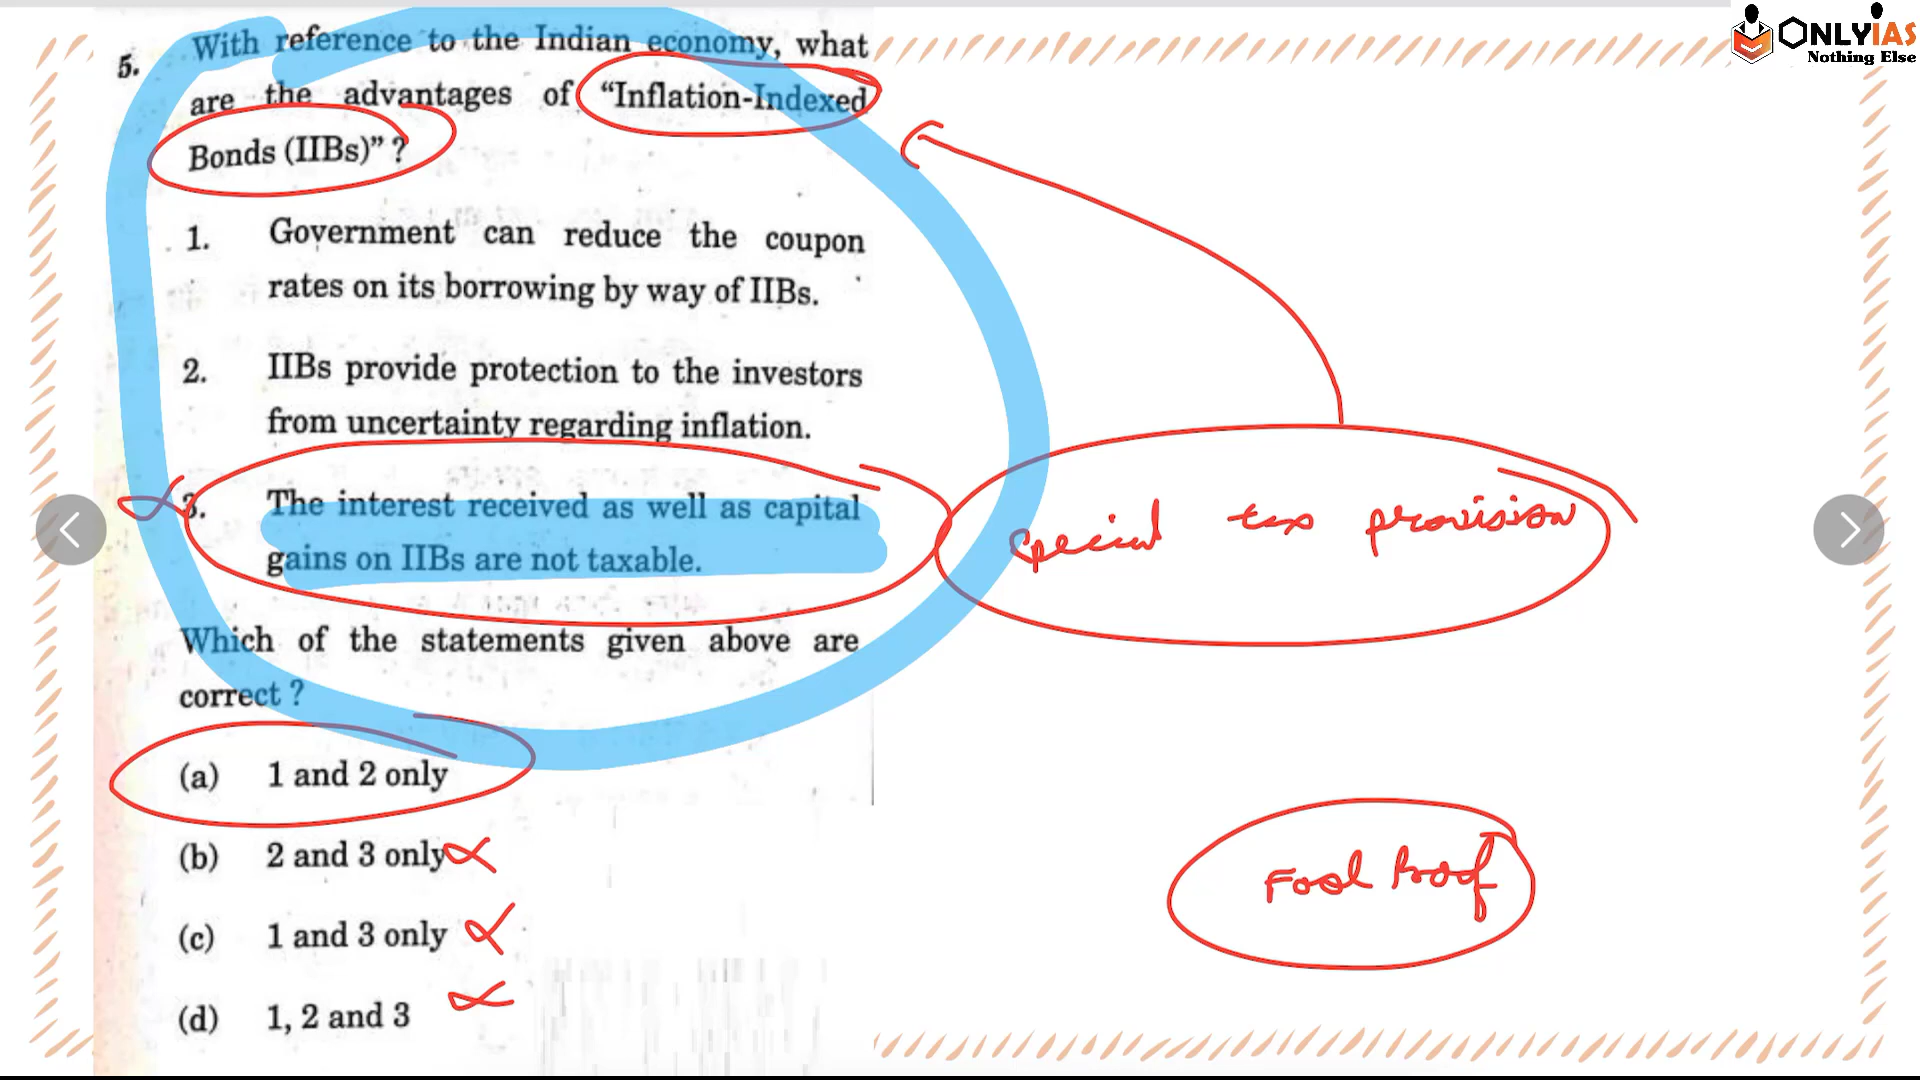 ONLYIAS
Nothing Else
5. With reference to the Indian economy, what
are the advantages of “Inflation-Indexed
Bonds (IIBs)” ?
1. Government can reduce the coupon
rates on its borrowing by way of IIBs.
2. IIBs provide protection to the investors
from uncertainty regarding inflation.
3. The interest received as well as capital
gains on IIBs are not taxable.
special tax provision
Which of the statements given above are
correct ?
(a) 1 and 2 only
(b) 2 and 3 only
(c) 1 and 3 only
(d) 1, 2 and 3
Fool Proof